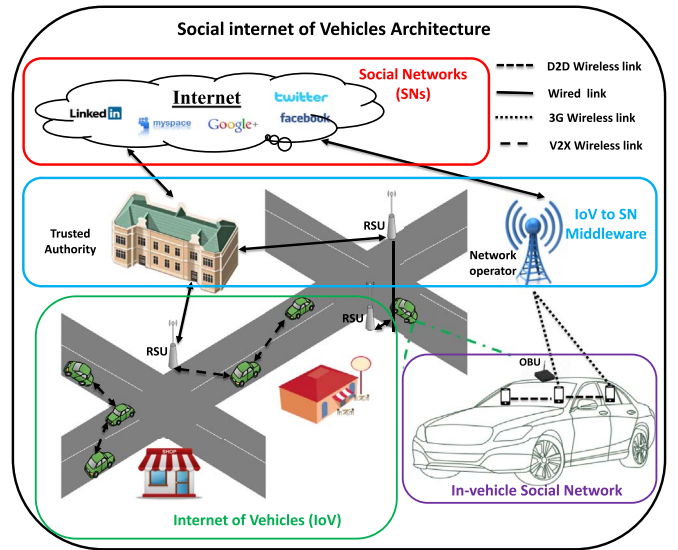 Social internet of Vehicles Architecture
Social Networks
(SNs)
Internet
Linked in
myspace
Google+
twitter
facebook
D2D Wireless link
Wired link
3G Wireless link
V2X Wireless link
IoV to SN
Middleware
Trusted
Authority
RSU
Network
operator
RSU
RSU
OBU
SHOP
In-vehicle Social Network
Internet of Vehicles (IoV)